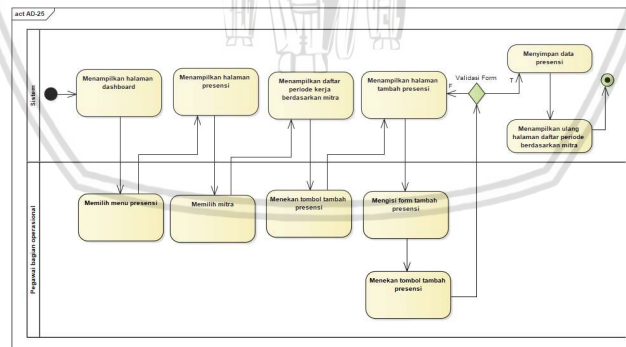 act AD-25
Sistem
Menampilkan halaman
dashboard
Menampilkan halaman
presensi
Menampilkan daftar
periode kerja
berdasarkan mitra
Menampilkan halaman
tambah presensi
Validasi Form
F
T
Menyimpan data
presensi
Menampilkan ulang
halaman daftar periode
berdasarkan mitra
Pegawai bagian operasional
Memilih menu presensi
Memilih mitra
Menekan tombol tambah
presensi
Mengisi form tambah
presensi
Menekan tombol tambah
presensi